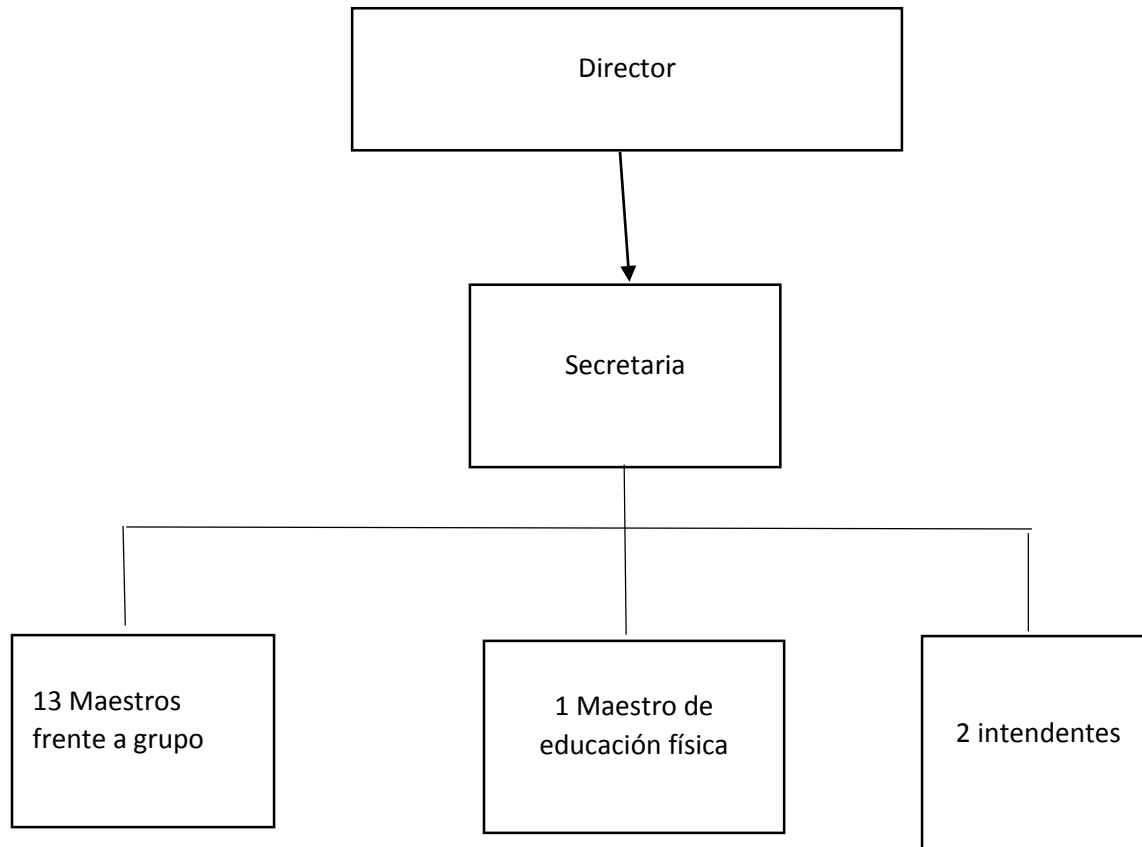 Director
Secretaria
13 Maestros
frente a grupo
1 Maestro de
educación física
2 intendentes